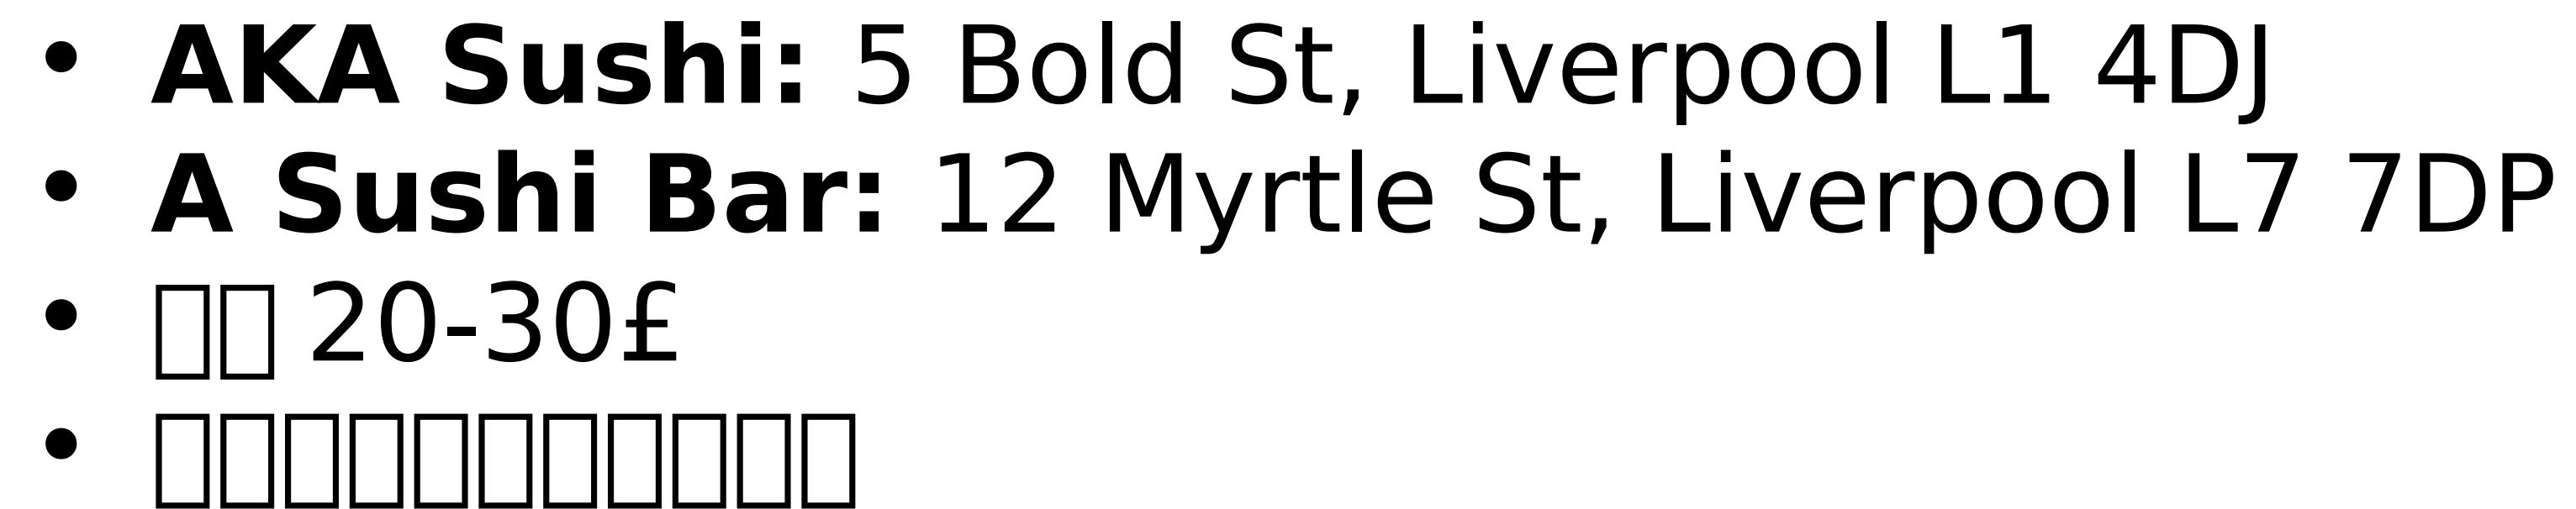 • AKA Sushi: 5 Bold St, Liverpool L1 4DJ
• A Sushi Bar: 12 Myrtle St, Liverpool L7 7DP
• 20-30£